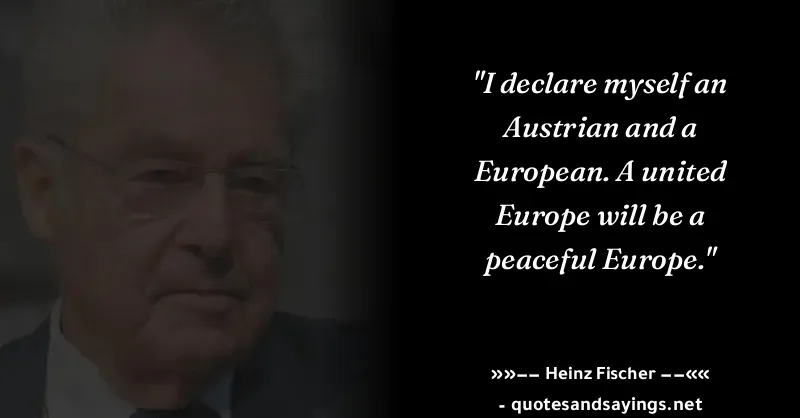 "I declare myself an
Austrian and a
European. A united
Europe will be a
peaceful Europe."
»»−− Heinz Fischer −−««
- quotesandsayings.net